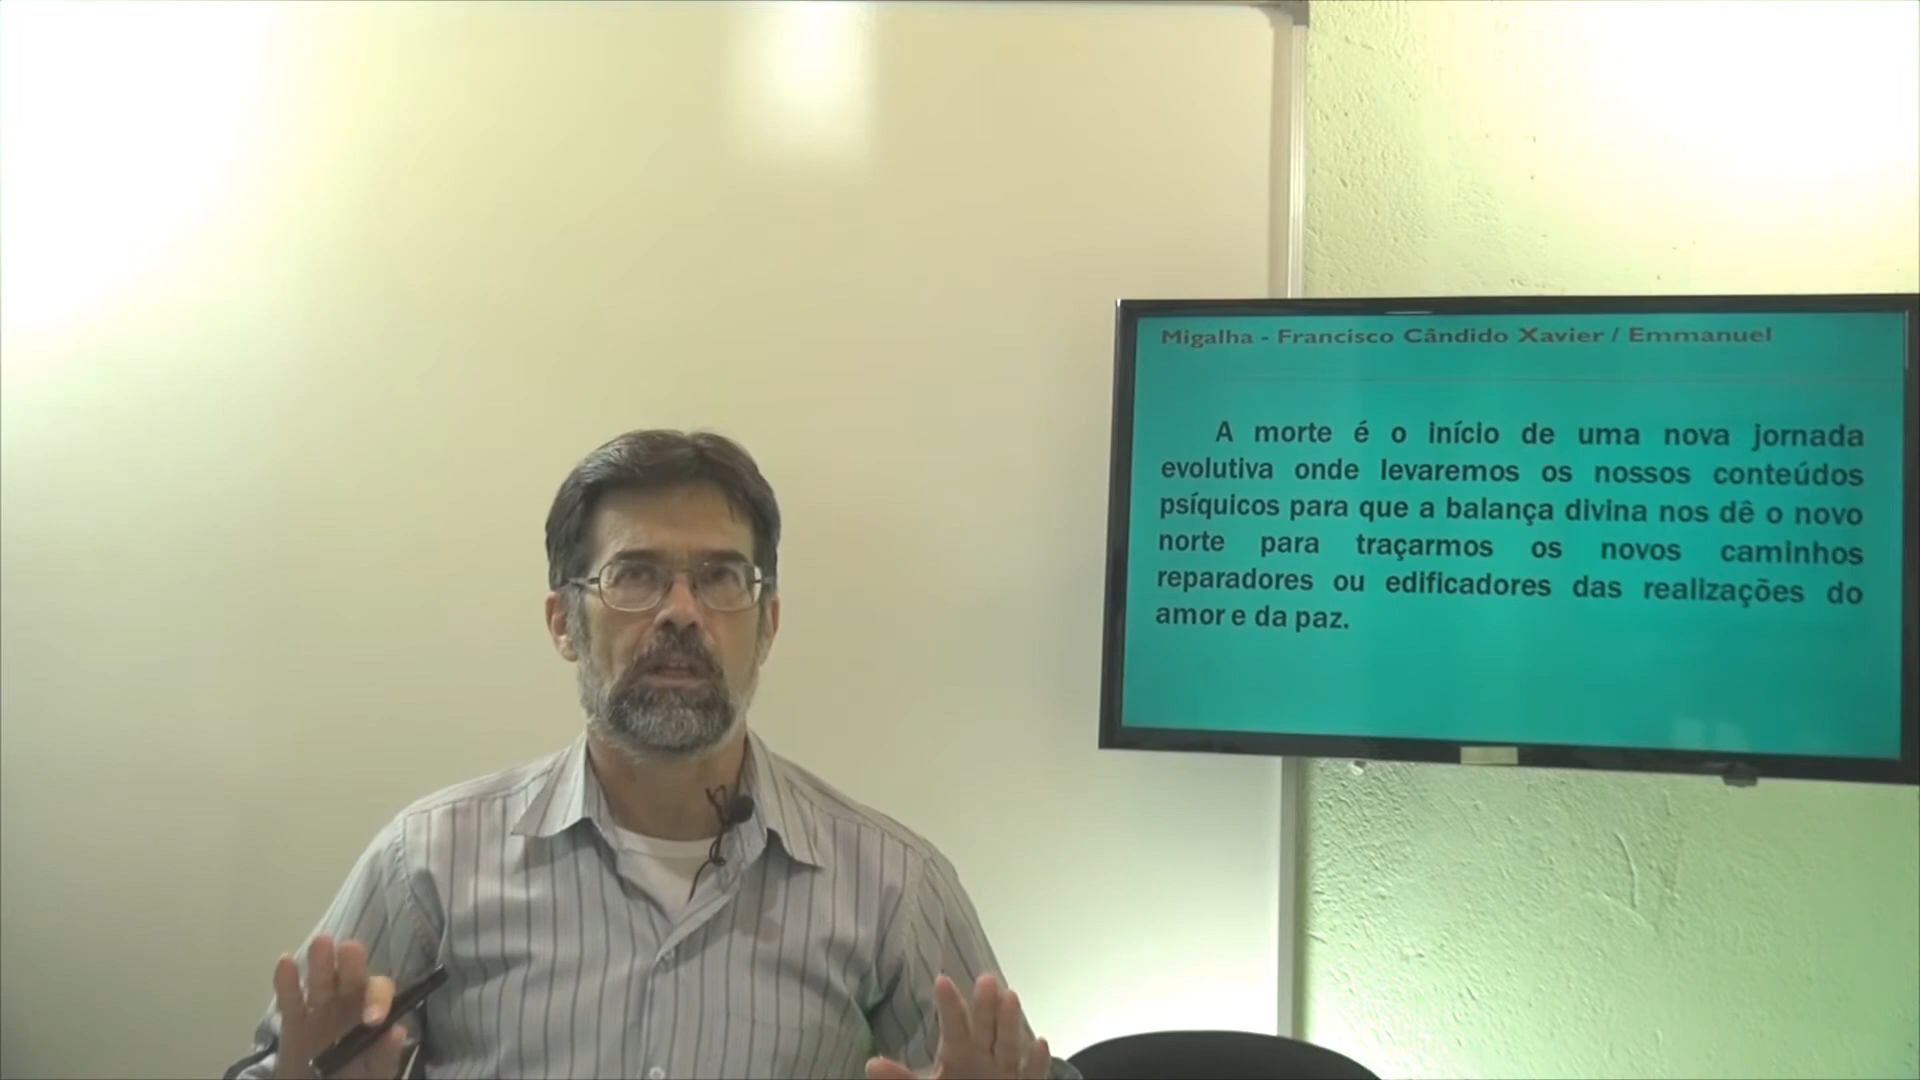 Migalha - Francisco Cândido Xavier / Emmanuel
A morte é o início de uma nova jornada
evolutiva onde levaremos os nossos conteúdos
psíquicos para que a balança divina nos dê o novo
norte para traçarmos os novos caminhos
reparadores ou edificadores das realizações do
amor e da paz.